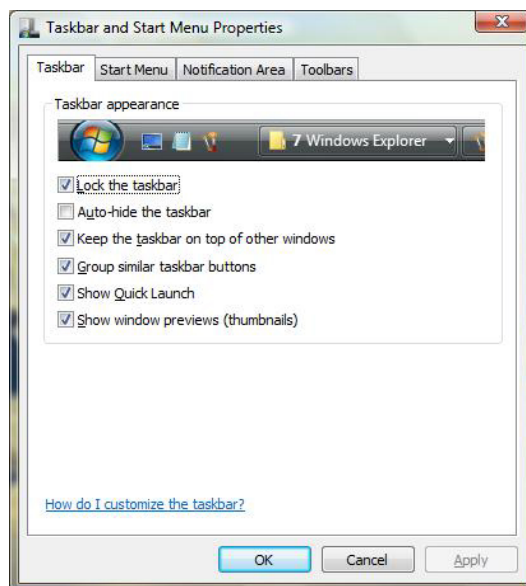 Taskbar and Start Menu Properties
Taskbar Start Menu Notification Area Toolbars
Taskbar appearance
7 Windows Explorer
Lock the taskbar
Auto-hide the taskbar
Keep the taskbar on top of other windows
Group similar taskbar buttons
Show Quick Launch
Show window previews (thumbnails)
How do I customize the taskbar?
OK Cancel Apply